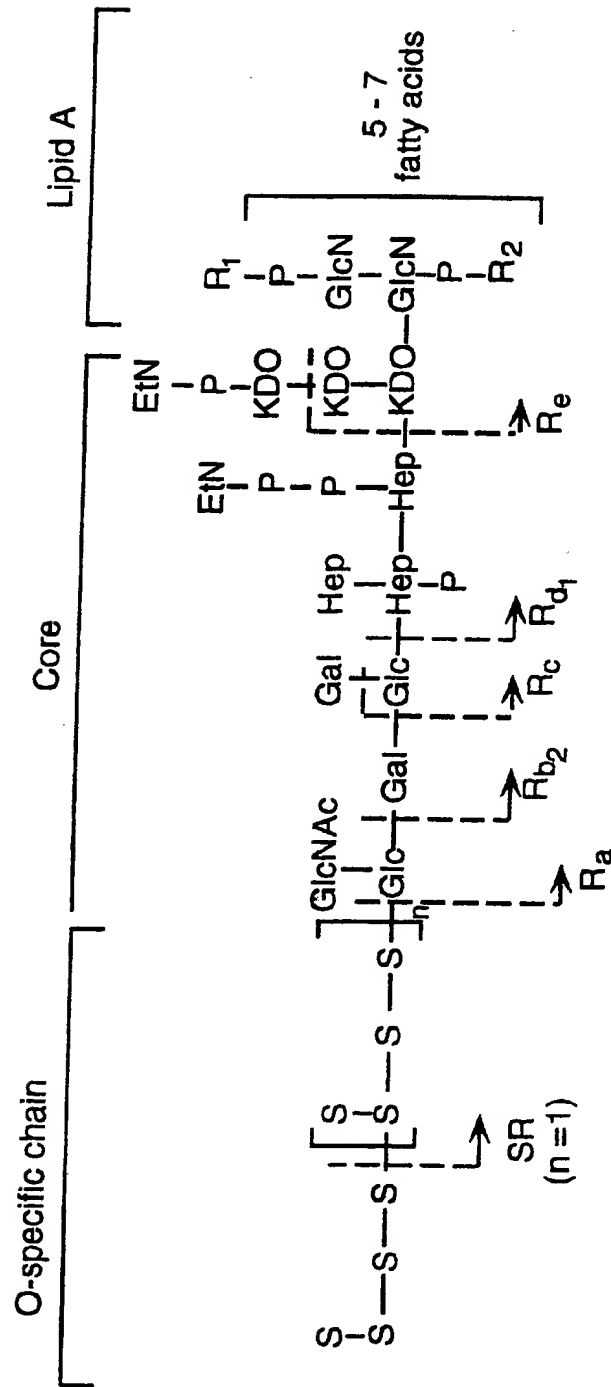 O-specific chain
Core
Lipid A
EtN
P
KDO
EtN
P
P
R1
P
GlcN
5 - 7
fatty acids
GlcNAc
Gal
Hep
KDO
S
S
S-S-S
S-S-S
n
Glc-Gal-Glc-Hep-Hep-KDO-GlcN
P
P
R2
SR
(n=1)
Ra
Rb2
Rc
Rd1
Re